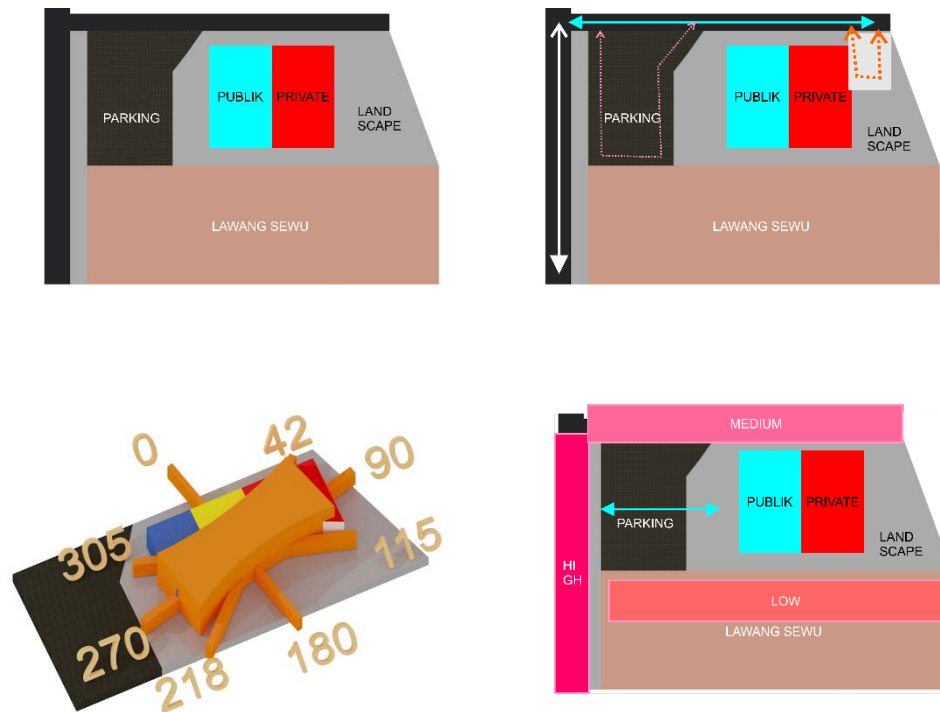 PUBLIK
PRIVATE
PARKING
LAND
SCAPE
LAWANG SEWU
PUBLIK
PRIVATE
PARKING
LAND
SCAPE
LAWANG SEWU
0
42
90
305
115
270
218
180
MEDIUM
PUBLIK
PRIVATE
PARKING
LAND
SCAPE
HI
GH
LOW
LAWANG SEWU